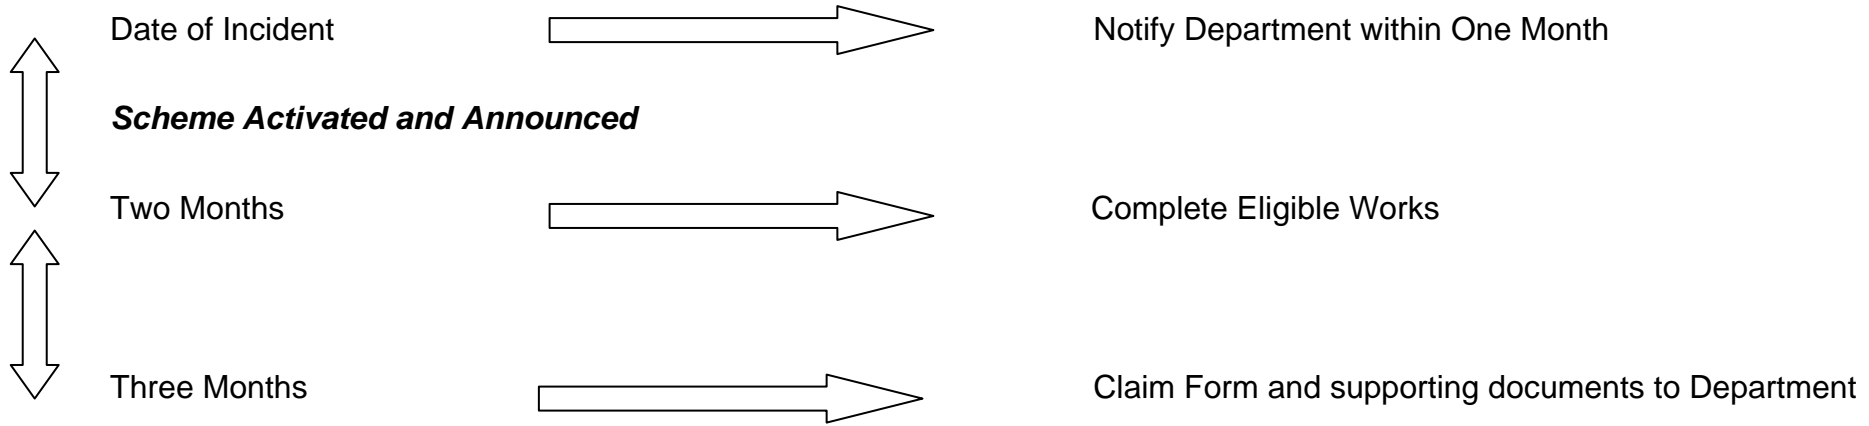 Date of Incident Notify Department within One Month
Scheme Activated and Announced
Two Months Complete Eligible Works
Three Months Claim Form and supporting documents to Department